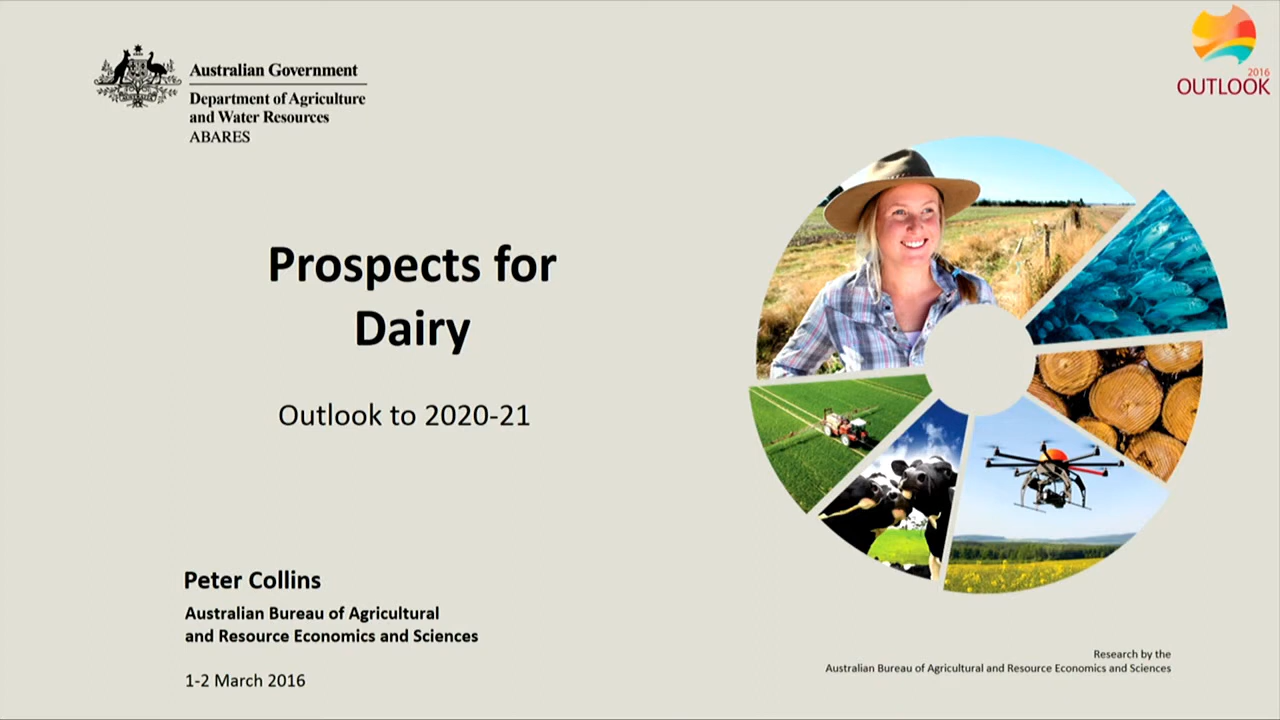 Australian Government
Department of Agriculture
and Water Resources
ABARES
2016
OUTLOOK
Prospects for
Dairy
Outlook to 2020-21
Peter Collins
Australian Bureau of Agricultural
and Resource Economics and Sciences
1-2 March 2016
Research by the
Australian Bureau of Agricultural and Resource Economics and Sciences